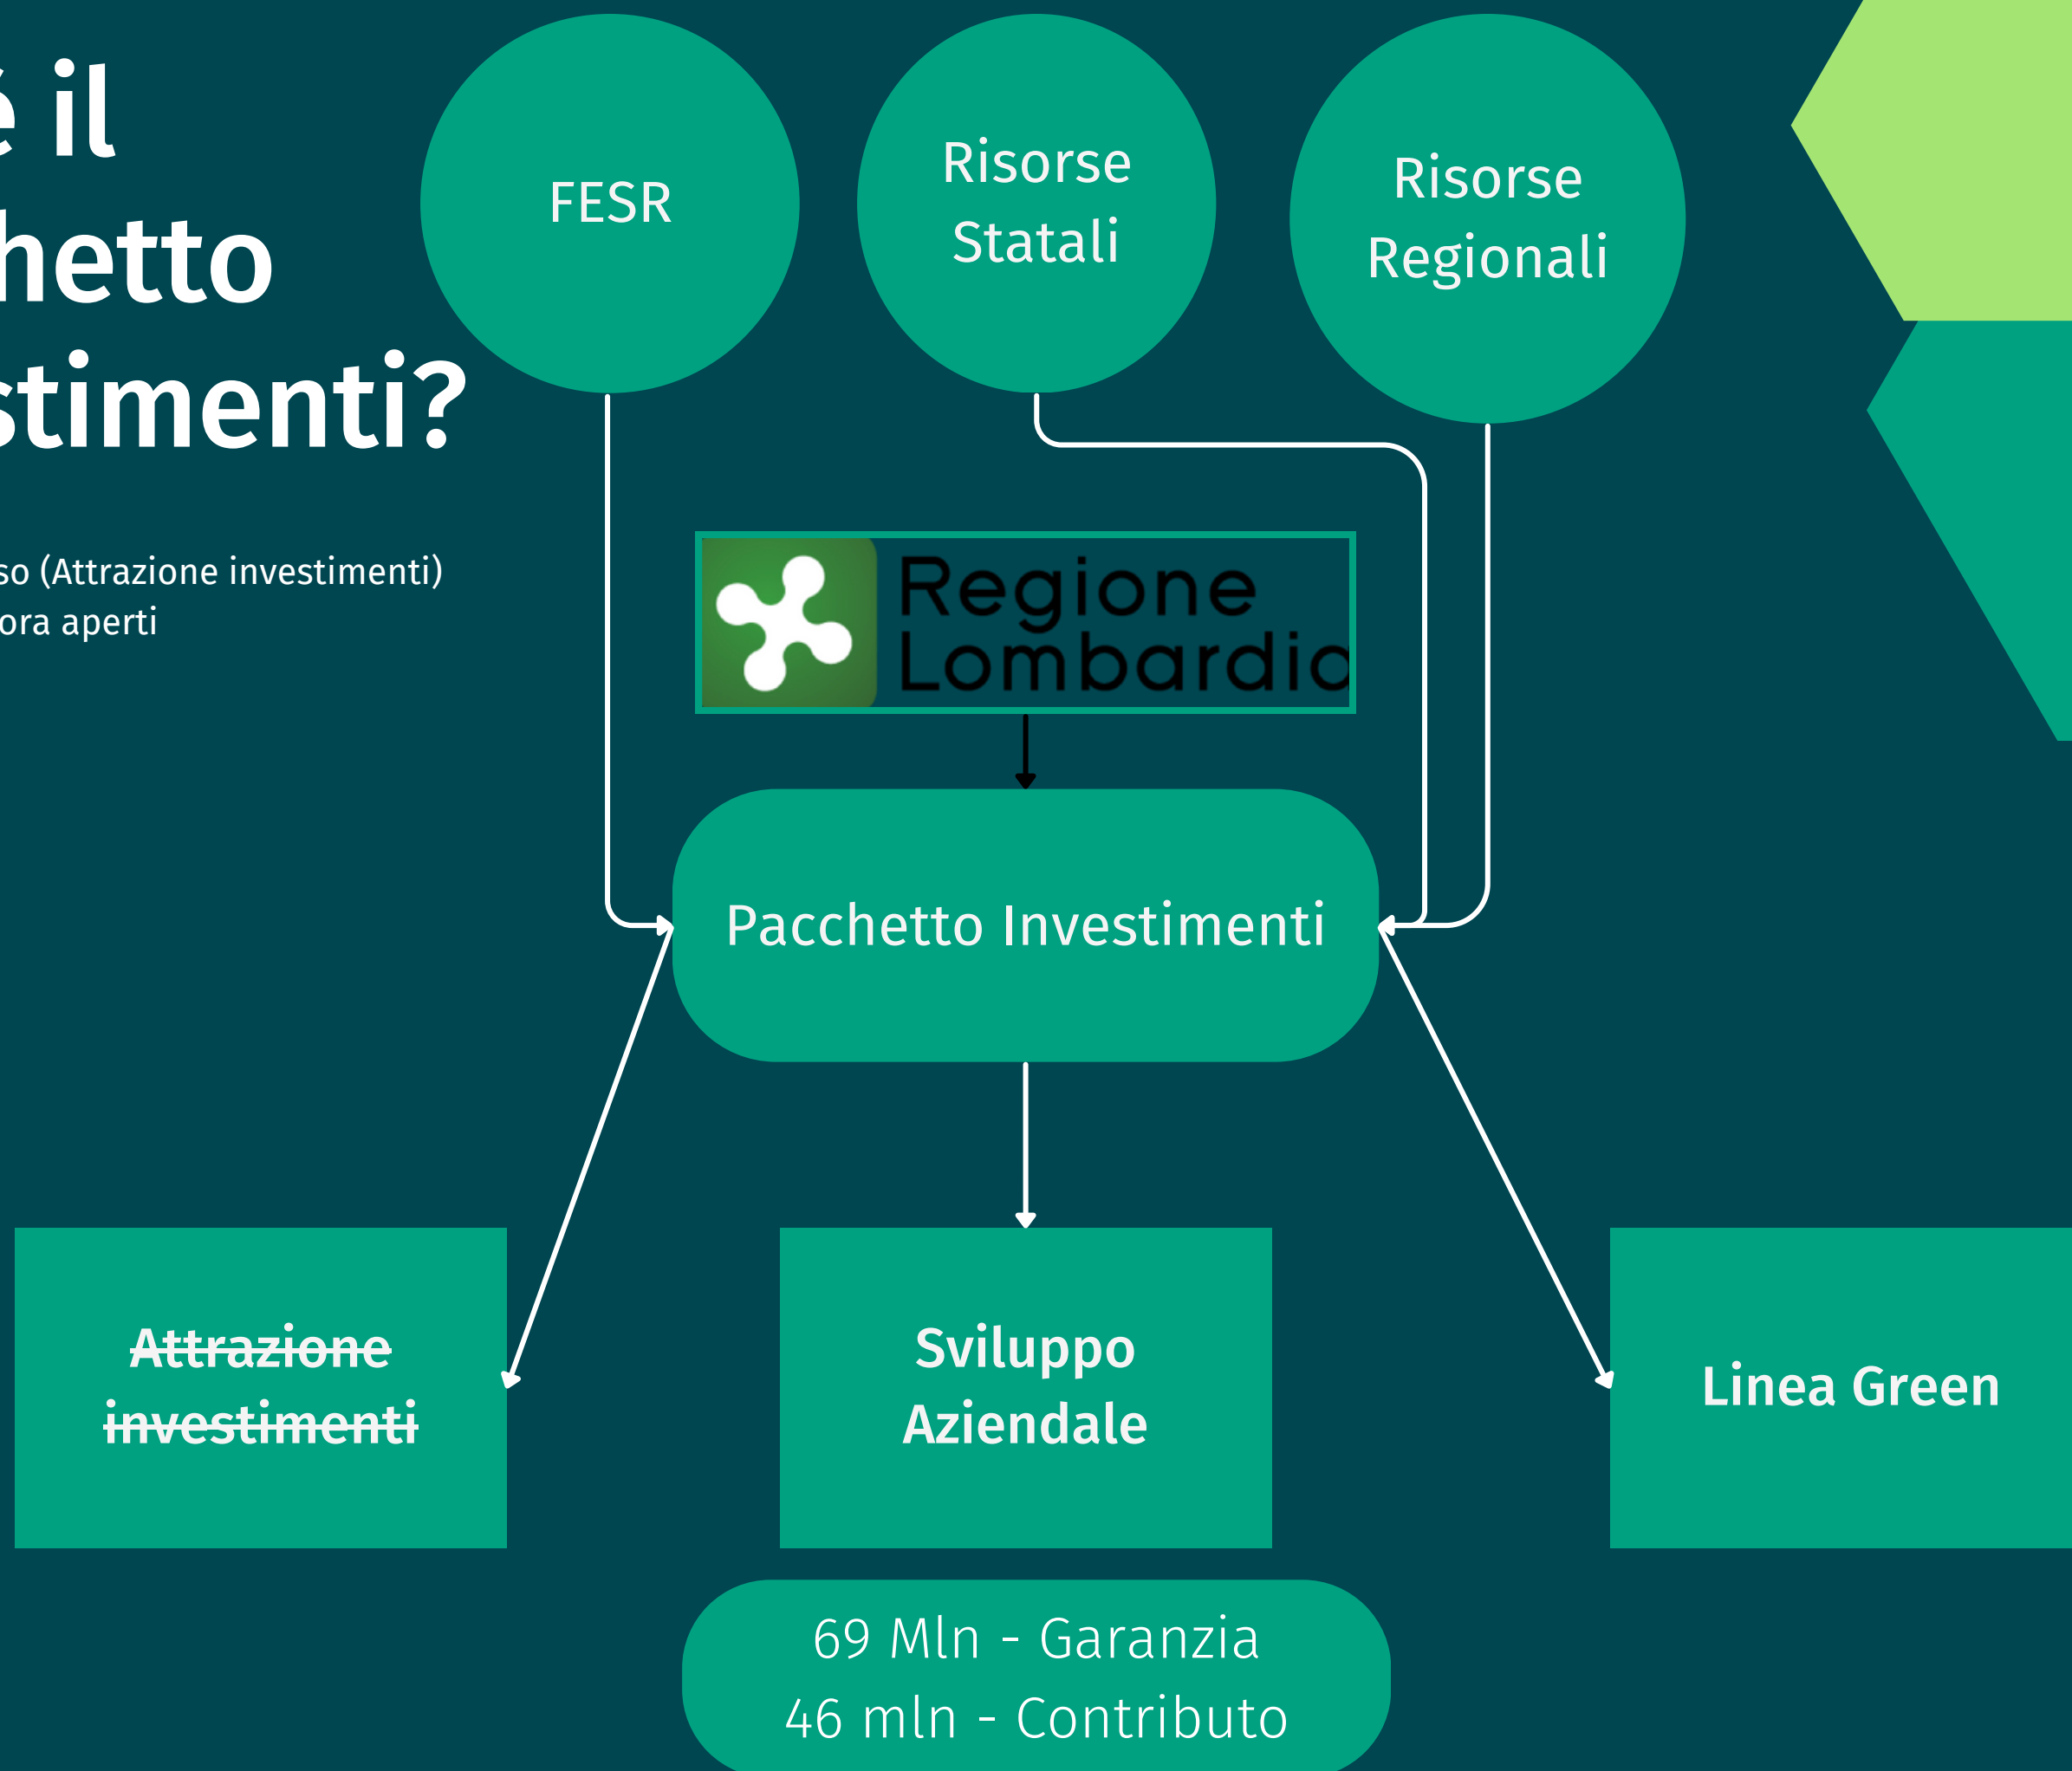 é il
hetto
stimenti?
so (Attrazione investimenti)
ora aperti
FESR
Risorse
Statali
Risorse
Regionali
Regione
Lombardia
Pacchetto Investimenti
Attrazione
investimenti
Sviluppo
Aziendale
Linea Green
69 Mln - Garanzia
46 mln - Contributo